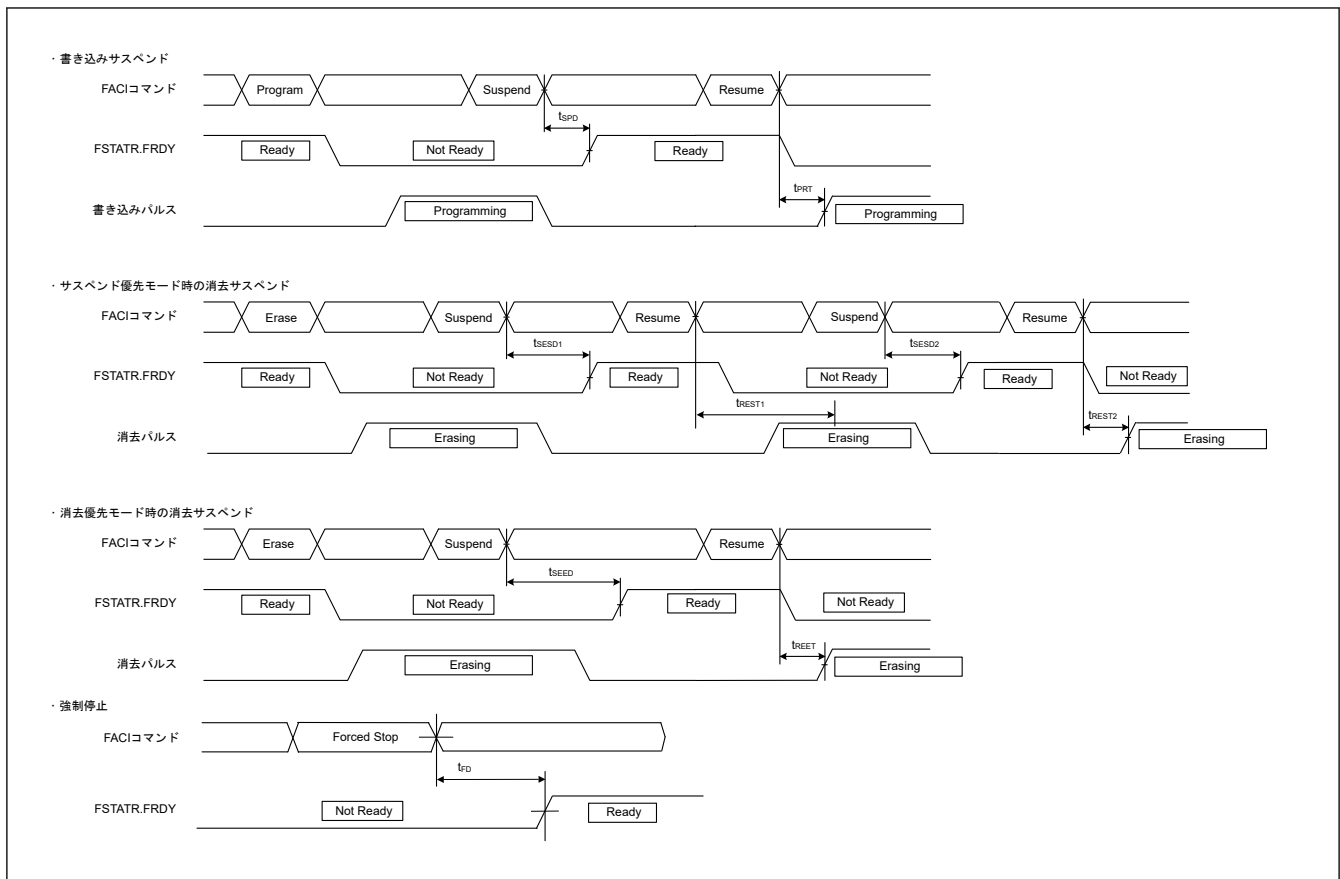 ・書き込みサスペンド
FACIコマンド Program Suspend Resume
tSPD
FSTATR.FRDY Ready Not Ready Ready
tPRT
書き込みパルス Programming Programming
・サスペンド優先モード時の消去サスペンド
FACIコマンド Erase Suspend Resume Suspend Resume
tSESD1 tSESD2
FSTATR.FRDY Ready Not Ready Ready Not Ready Ready Not Ready
tREST1 tREST2
消去パルス Erasing Erasing Erasing
・消去優先モード時の消去サスペンド
FACIコマンド Erase Suspend Resume
tSEED
FSTATR.FRDY Ready Not Ready Ready Not Ready
tREET
消去パルス Erasing Erasing
・強制停止
FACIコマンド Forced Stop
tFD
FSTATR.FRDY Not Ready Ready